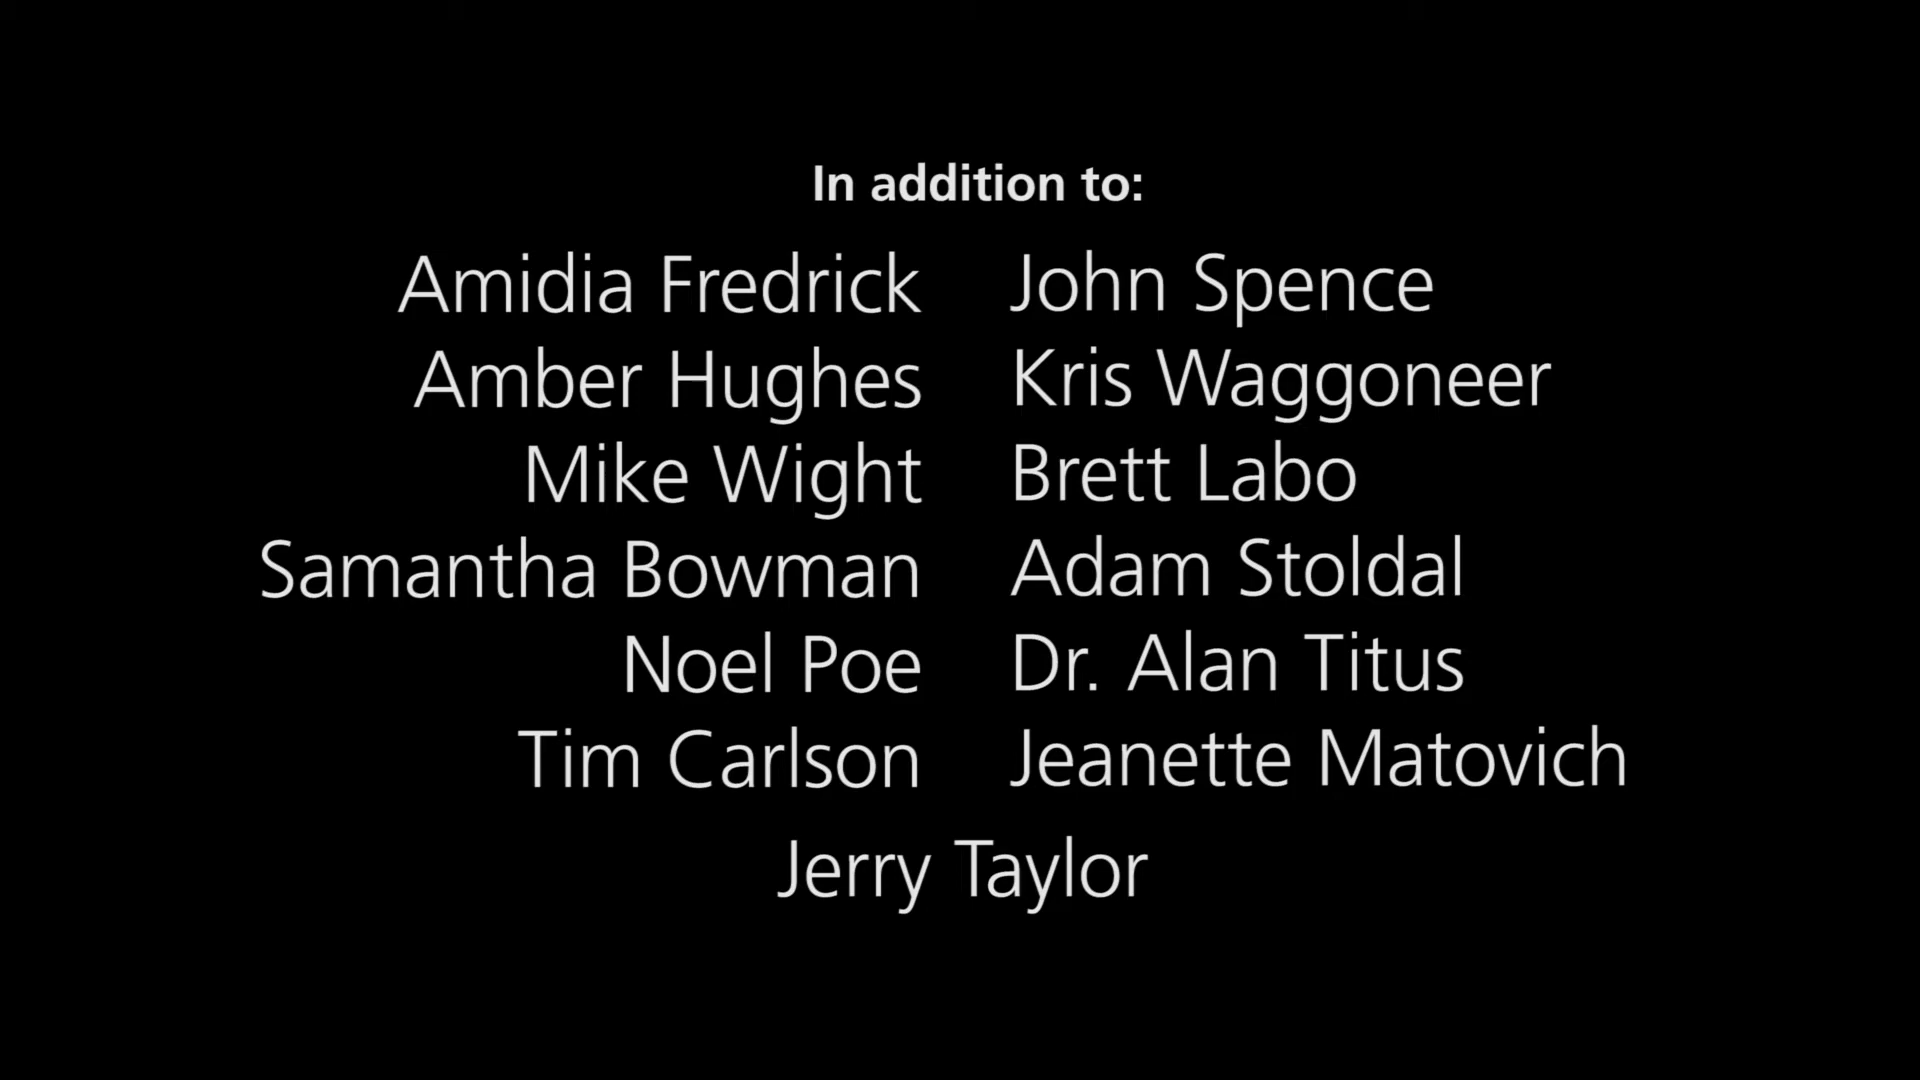 In addition to:
Amidia Fredrick John Spence
Amber Hughes Kris Waggoneer
Mike Wight Brett Labo
Samantha Bowman Adam Stoldal
Noel Poe Dr. Alan Titus
Tim Carlson Jeanette Matovich
Jerry Taylor